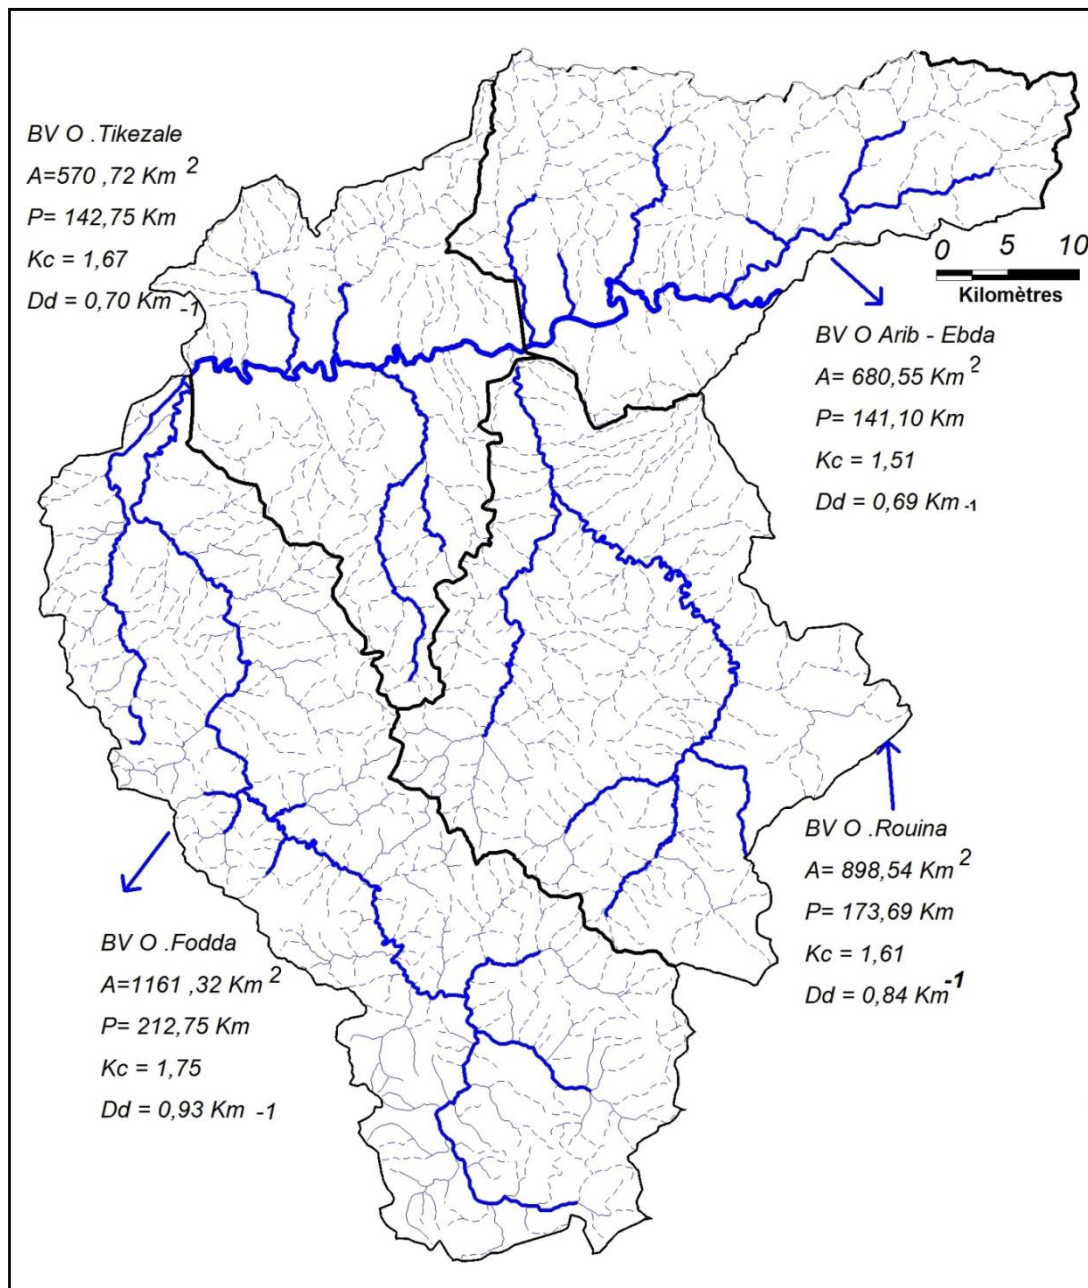 BV O .Tikezale
A=570 ,72 Km 2
P= 142,75 Km
Kc = 1,67
Dd = 0,70 Km -1
0 5 10
Kilomètres
BV O Arib - Ebda
A= 680,55 Km 2
P= 141,10 Km
Kc = 1,51
Dd = 0,69 Km -1
BV O .Rouina
A= 898,54 Km 2
P= 173,69 Km
Kc = 1,61
Dd = 0,84 Km -1
BV O .Fodda
A=1161 ,32 Km 2
P= 212,75 Km
Kc = 1,75
Dd = 0,93 Km -1